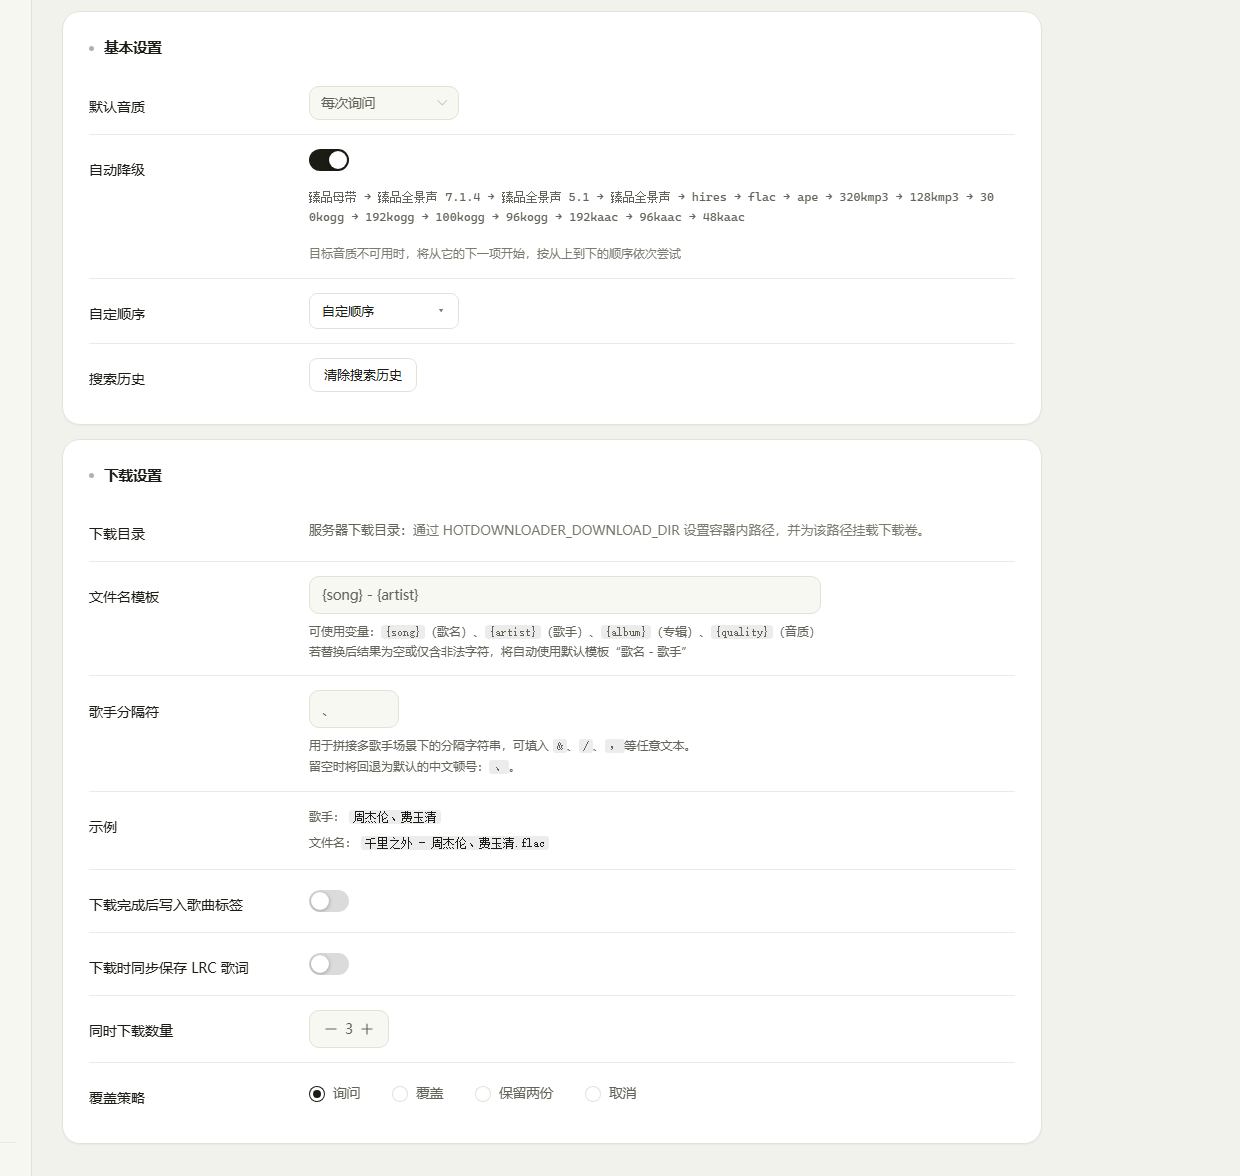 基本设置
默认音质
每次询问
自动降级
臻品母带 → 臻品全景声 7.1.4 → 臻品全景声 5.1 → 臻品全景声 → hires → flac → ape → 320kmp3 → 128kmp3 → 30
0kogg → 192kogg → 100kogg → 96kogg → 192kaac → 96kaac → 48kaac
目标音质不可用时，将从它的下一项开始，按从上到下的顺序依次尝试
自定顺序
自定顺序
搜索历史
清除搜索历史
下载设置
下载目录
服务器下载目录：通过 HOTDOWNLOADER_DOWNLOAD_DIR 设置容器内路径，并为该路径挂载下载卷。
文件名模板
{song} - {artist}
可使用变量：{song}（歌名）、{artist}（歌手）、{album}（专辑）、{quality}（音质）
若替换后结果为空或仅含非法字符，将自动使用默认模板“歌名 - 歌手”
歌手分隔符
、
用于拼接多歌手场景下的分隔字符串，可填入 &、/、，等任意文本。
留空时将回退为默认的中文顿号：、。
示例
歌手：周杰伦、费玉清
文件名：千里之外 - 周杰伦、费玉清.flac
下载完成后写入歌曲标签
下载时同步保存 LRC 歌词
同时下载数量
3
覆盖策略
询问 覆盖 保留两份 取消